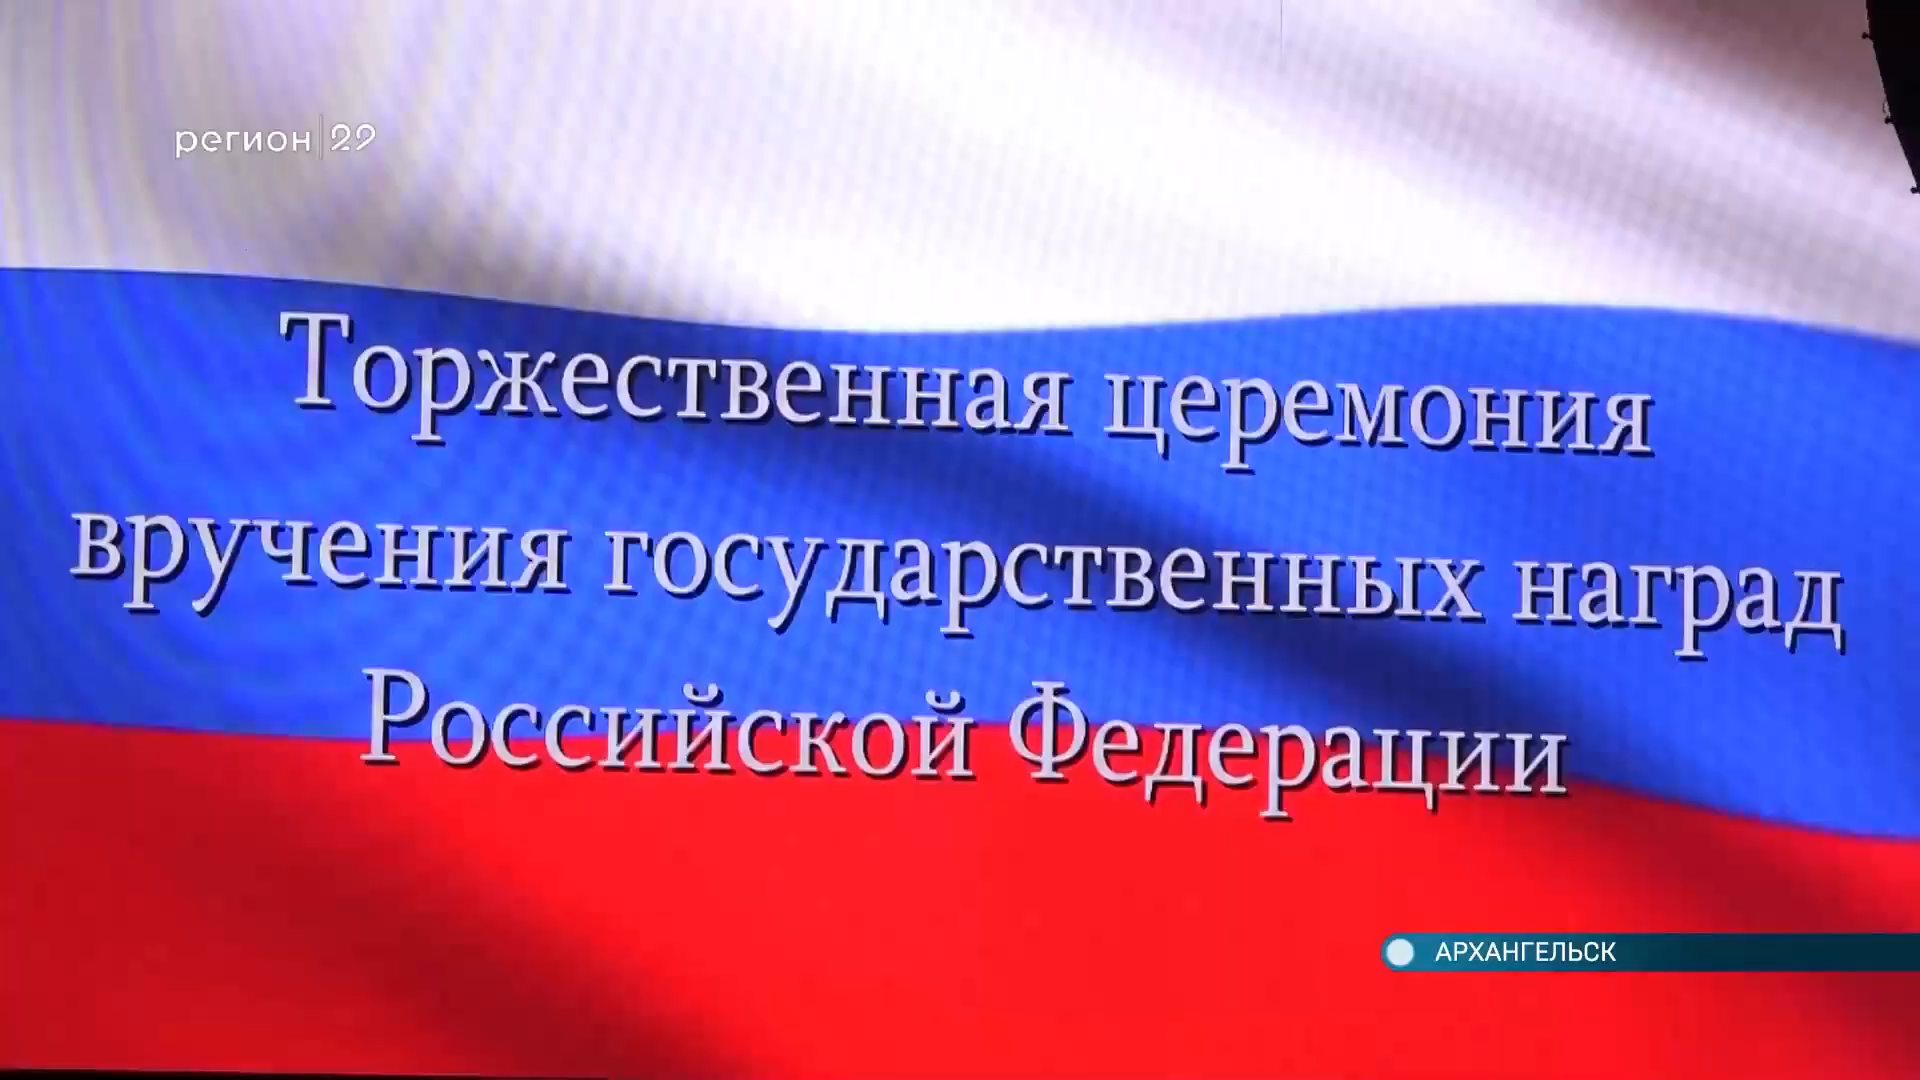 регион|29
Торжественная церемония
вручения государственных наград
Российской Федерации
АРХАНГЕЛЬСК